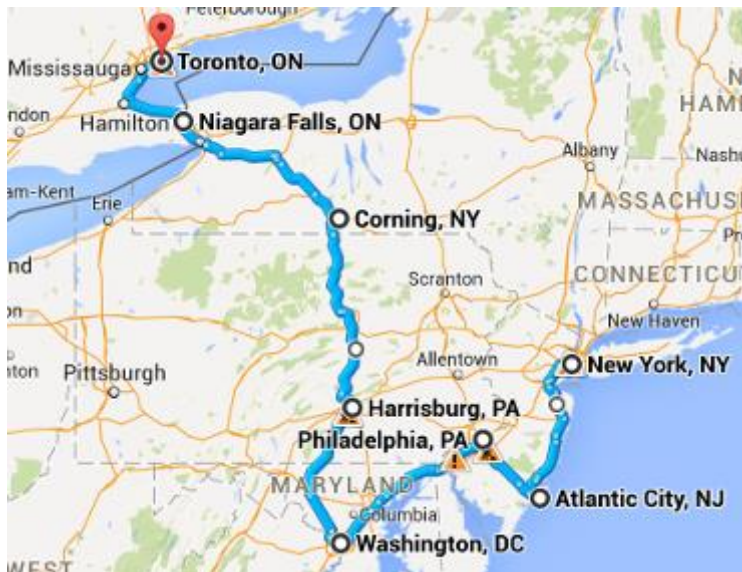 Peterborough
Toronto, ON
Mississauga
Hamilton
Niagara Falls, ON
ndon
am-Kent
Erie
Albany
N
HAM
Nashu
MASSACHUS
Corning, NY
Pr
nd
Scranton
CONNECTICU
on
New Haven
nton
Pittsburgh
Allentown
New York, NY
Harrisburg, PA
Philadelphia, PA
MARYLAND
Atlantic City, NJ
Columbia
Washington, DC
WEST